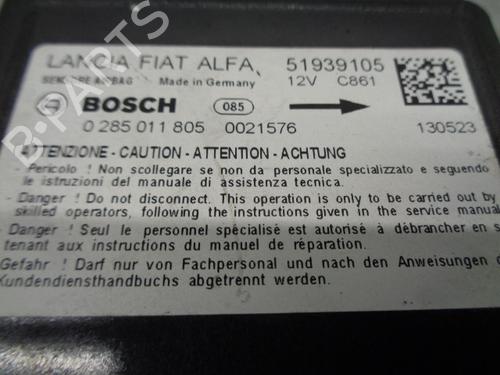 LANCIA FIAT ALFA 51939105
SENSORE AIRBAG Made in Germany 12V C861
BOSCH 085
0 285 011 805 0021576 130523
ATTENZIONE - CAUTION - ATTENTION - ACHTUNG
- Pericolo ! Non scollegare se non da personale specializzato e seguendo
le istruzioni del manuale di assistenza tecnica.
- Danger ! Do not disconnect. This operation is only to be carried out by
skilled operators, following the instructions given in the service manual
- Danger ! Seul le personnel spécialisé est autorisé à débrancher en s
tenant aux instructions du manuel de réparation.
Gefahr ! Darf nur von Fachpersonal und nach den Anweisungen d
Kundendiensthandbuchs abgetrennt werden.
B-PARTS